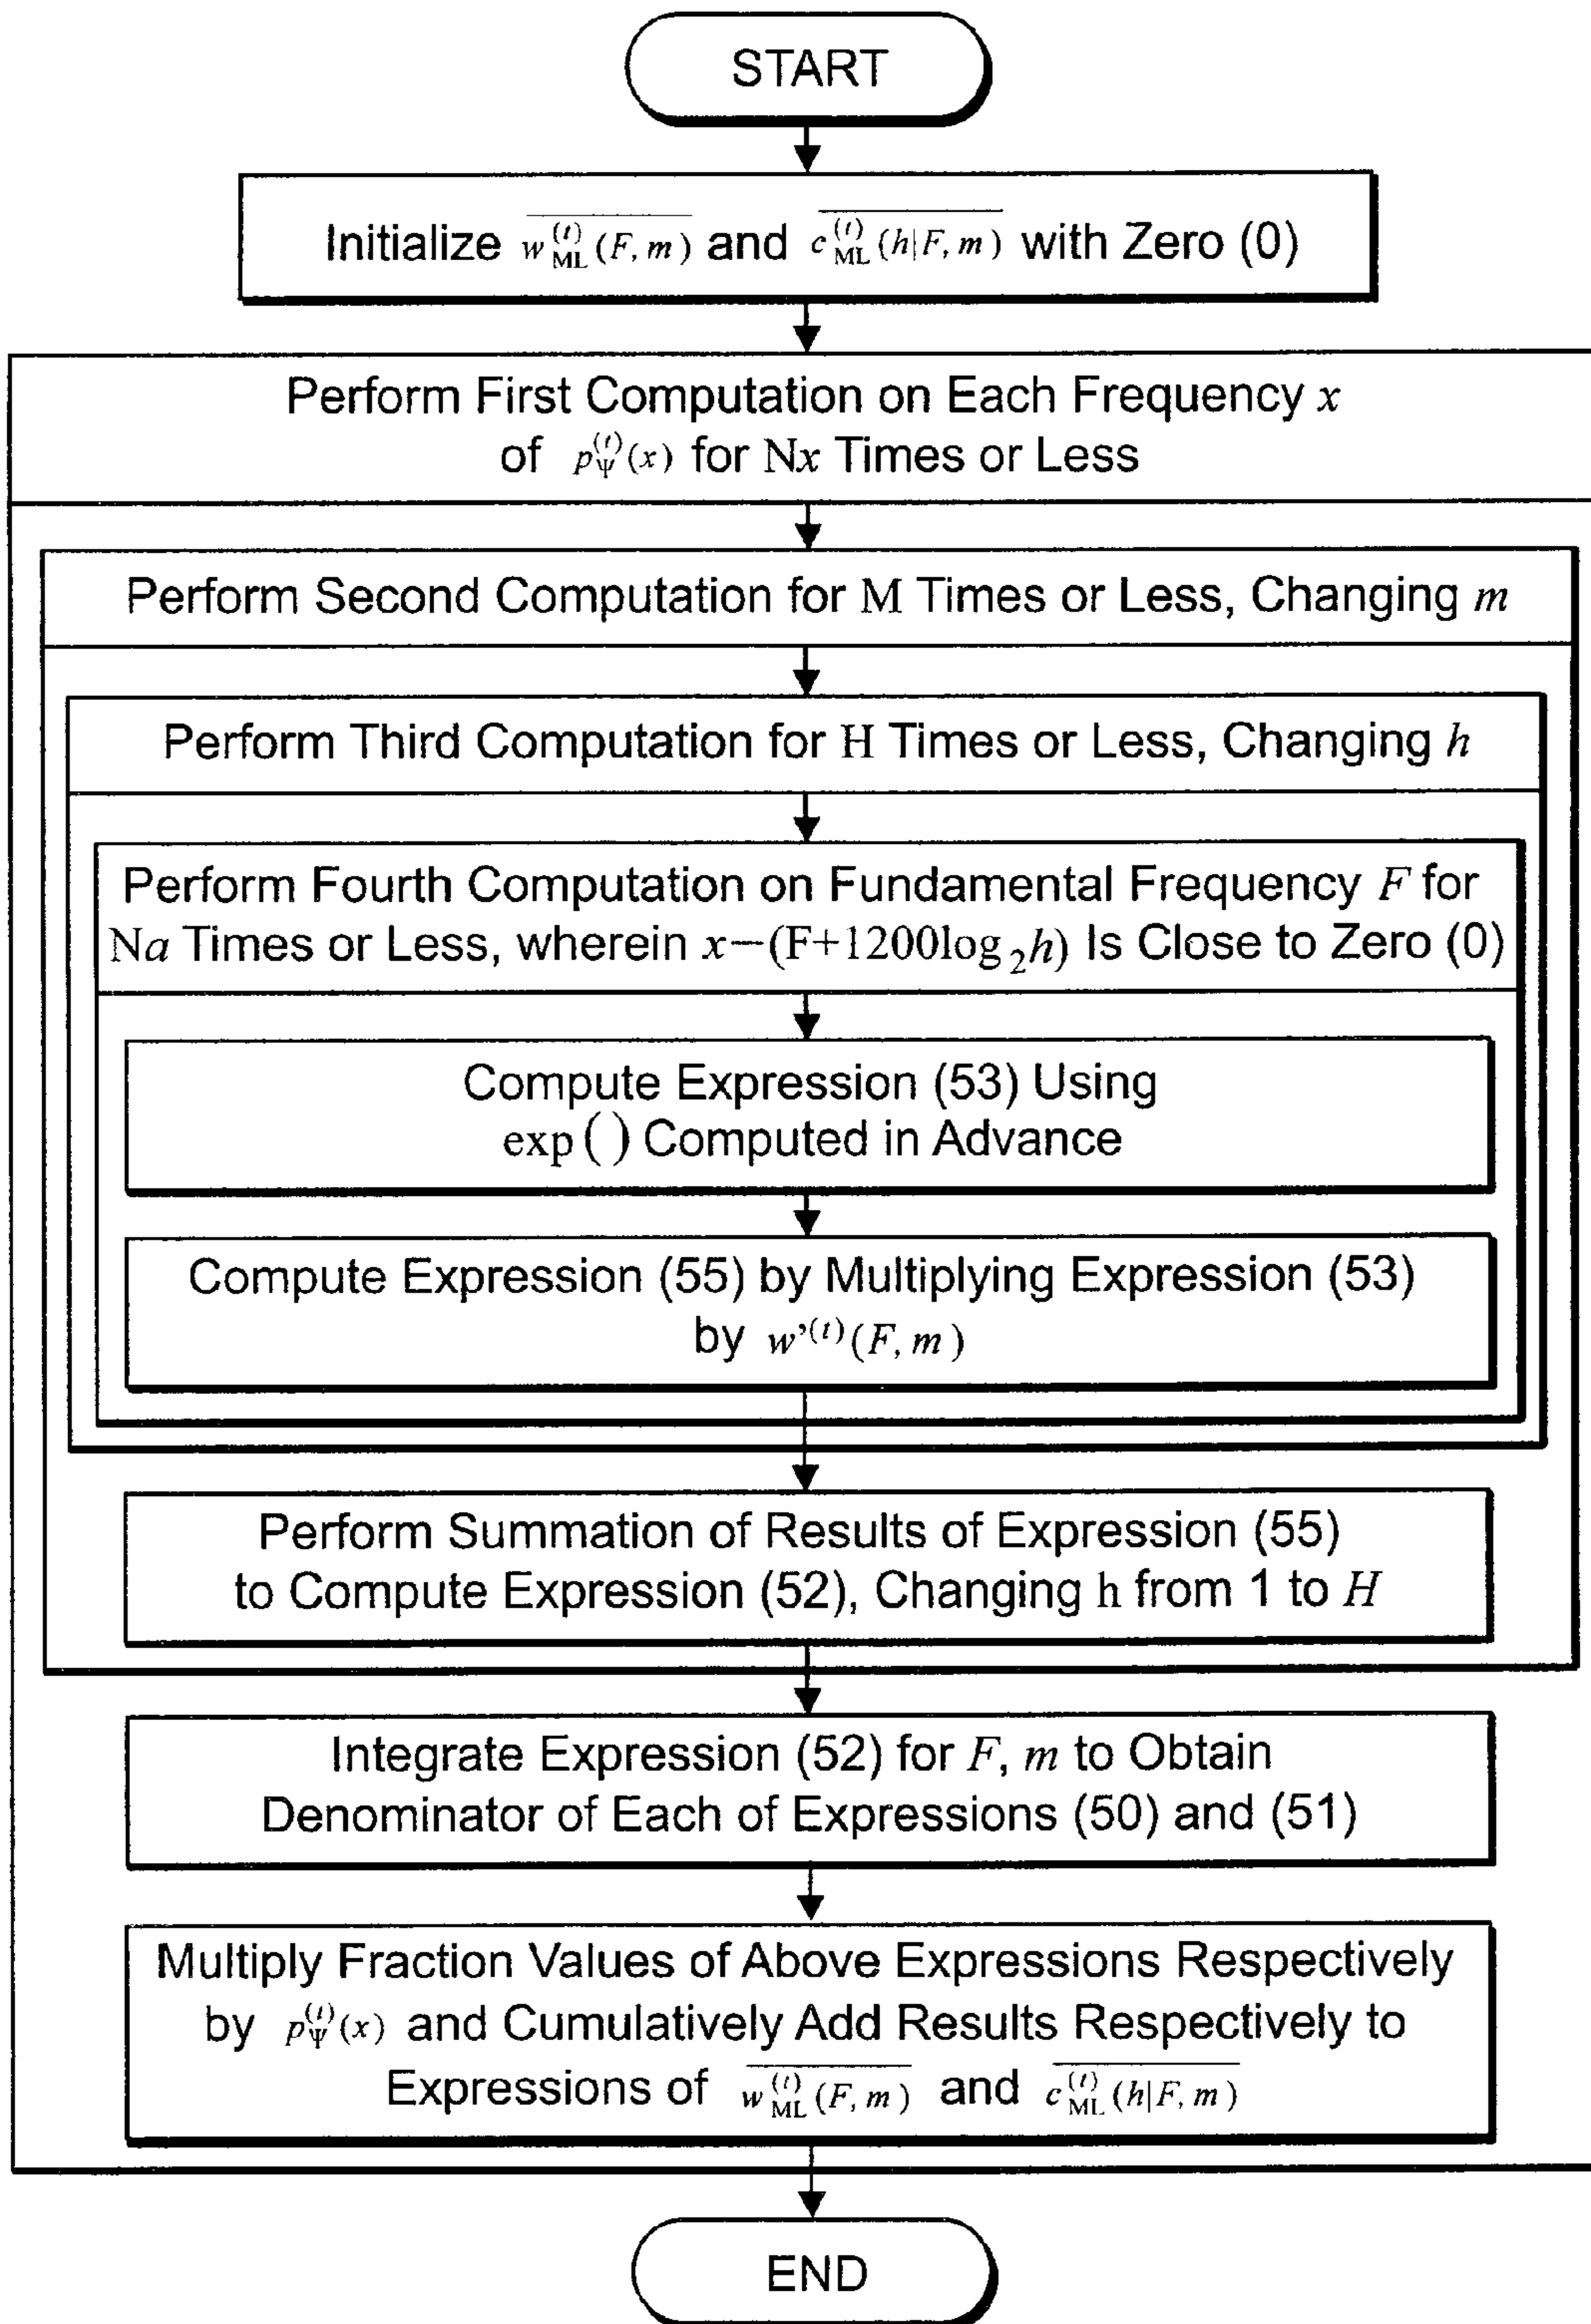 START
Initialize w_ML^(t)(F, m) and c_ML^(t)(h|F, m) with Zero (0)
Perform First Computation on Each Frequency x
of p_Ψ^(t)(x) for Nx Times or Less
Perform Second Computation for M Times or Less, Changing m
Perform Third Computation for H Times or Less, Changing h
Perform Fourth Computation on Fundamental Frequency F for
Na Times or Less, wherein x−(F+1200log₂h) Is Close to Zero (0)
Compute Expression (53) Using
exp( ) Computed in Advance
Compute Expression (55) by Multiplying Expression (53)
by w’^(t)(F, m)
Perform Summation of Results of Expression (55)
to Compute Expression (52), Changing h from 1 to H
Integrate Expression (52) for F, m to Obtain
Denominator of Each of Expressions (50) and (51)
Multiply Fraction Values of Above Expressions Respectively
by p_Ψ^(t)(x) and Cumulatively Add Results Respectively to
Expressions of w_ML^(t)(F, m) and c_ML^(t)(h|F, m)
END